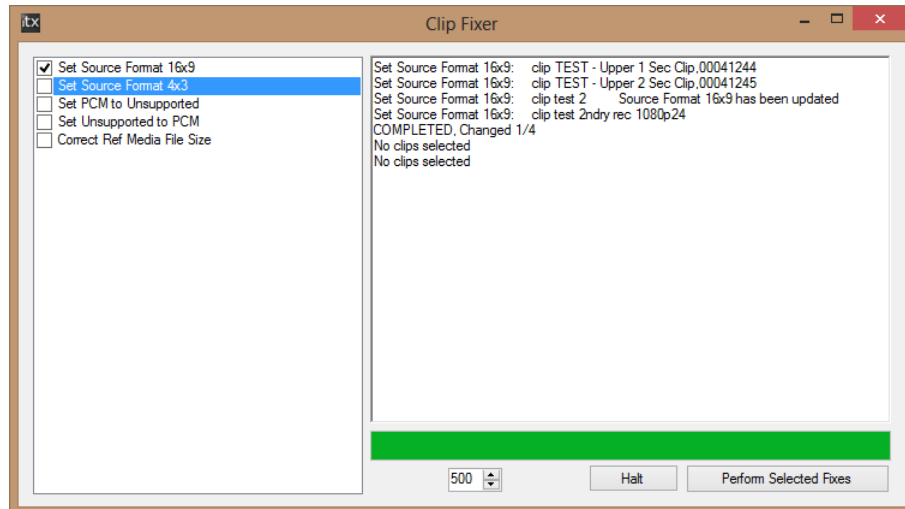 itx
Clip Fixer
Set Source Format 16x9
Set Source Format 4x3
Set PCM to Unsupported
Set Unsupported to PCM
Correct Ref Media File Size
Set Source Format 16x9: clip TEST - Upper 1 Sec Clip,00041244
Set Source Format 16x9: clip TEST - Upper 2 Sec Clip,00041245
Set Source Format 16x9: clip test 2 Source Format 16x9 has been updated
Set Source Format 16x9: clip test 2ndry rec 1080p24
COMPLETED, Changed 1/4
No clips selected
No clips selected
500
Halt
Perform Selected Fixes